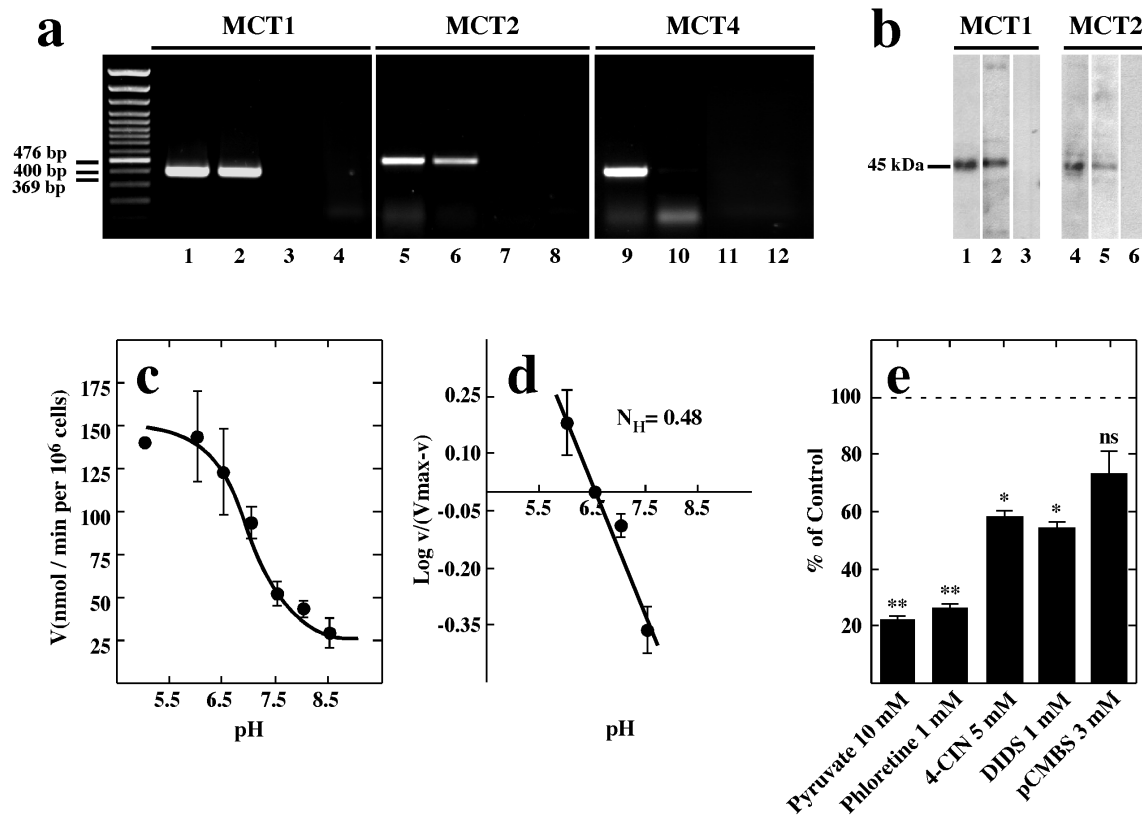 a
MCT1 MCT2 MCT4
476 bp
400 bp
369 bp
1 2 3 4 5 6 7 8 9 10 11 12
b
MCT1 MCT2
45 kDa
1 2 3 4 5 6
c
V(nmol / min per 10⁶ cells)
175
150
125
100
75
50
25
5.5 6.5 7.5 8.5
pH
d
N_H= 0.48
Log v/(Vmax-v)
0.25
0.10
-0.05
-0.20
-0.35
5.5 6.5 7.5 8.5
pH
e
% of Control
100
80
60
40
20
** ** * * ns
Pyruvate 10 mM
Phloretine 1 mM
4-CIN 5 mM
DIDS 1 mM
pCMBS 3 mM